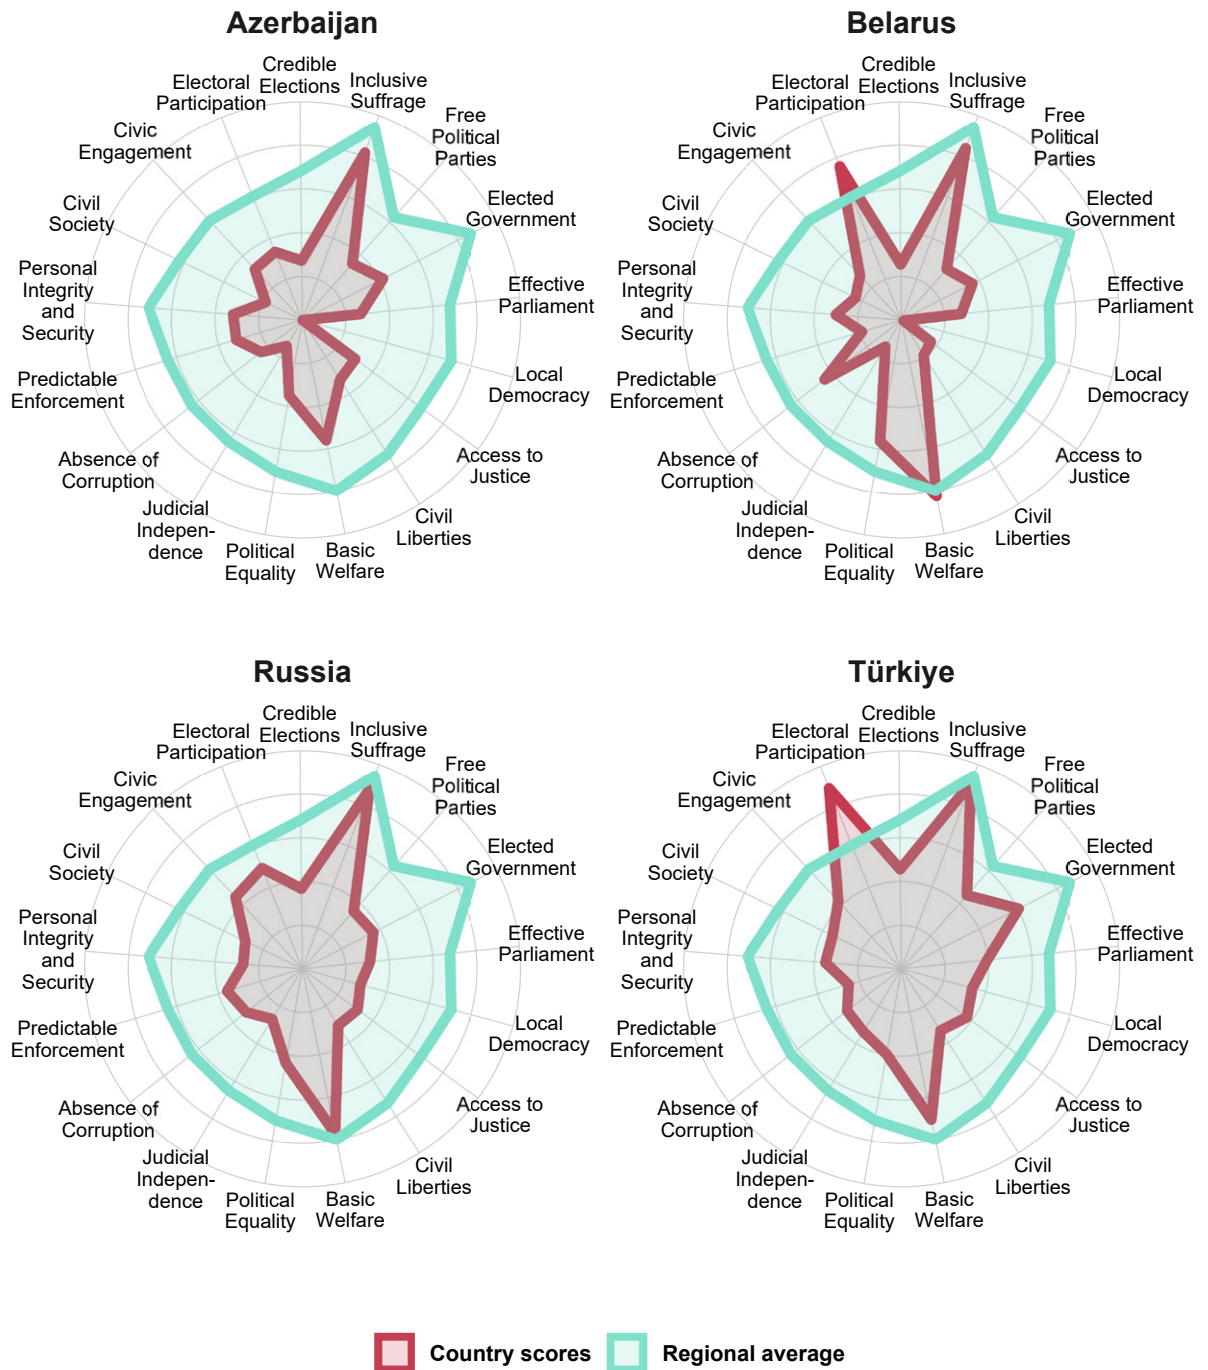 Azerbaijan
Credible
Elections
Inclusive
Suffrage
Free
Political
Parties
Elected
Government
Effective
Parliament
Local
Democracy
Access to
Justice
Civil
Liberties
Basic
Welfare
Political
Equality
Judicial
Indepen-
dence
Absence of
Corruption
Predictable
Enforcement
Personal
Integrity
and
Security
Civil
Society
Civic
Engagement
Electoral
Participation
Belarus
Credible
Elections
Inclusive
Suffrage
Free
Political
Parties
Elected
Government
Effective
Parliament
Local
Democracy
Access to
Justice
Civil
Liberties
Basic
Welfare
Political
Equality
Judicial
Indepen-
dence
Absence of
Corruption
Predictable
Enforcement
Personal
Integrity
and
Security
Civil
Society
Civic
Engagement
Electoral
Participation
Russia
Credible
Elections
Inclusive
Suffrage
Free
Political
Parties
Elected
Government
Effective
Parliament
Local
Democracy
Access to
Justice
Civil
Liberties
Basic
Welfare
Political
Equality
Judicial
Indepen-
dence
Absence of
Corruption
Predictable
Enforcement
Personal
Integrity
and
Security
Civil
Society
Civic
Engagement
Electoral
Participation
Türkiye
Credible
Elections
Inclusive
Suffrage
Free
Political
Parties
Elected
Government
Effective
Parliament
Local
Democracy
Access to
Justice
Civil
Liberties
Basic
Welfare
Political
Equality
Judicial
Indepen-
dence
Absence of
Corruption
Predictable
Enforcement
Personal
Integrity
and
Security
Civil
Society
Civic
Engagement
Electoral
Participation
Country scores
Regional average